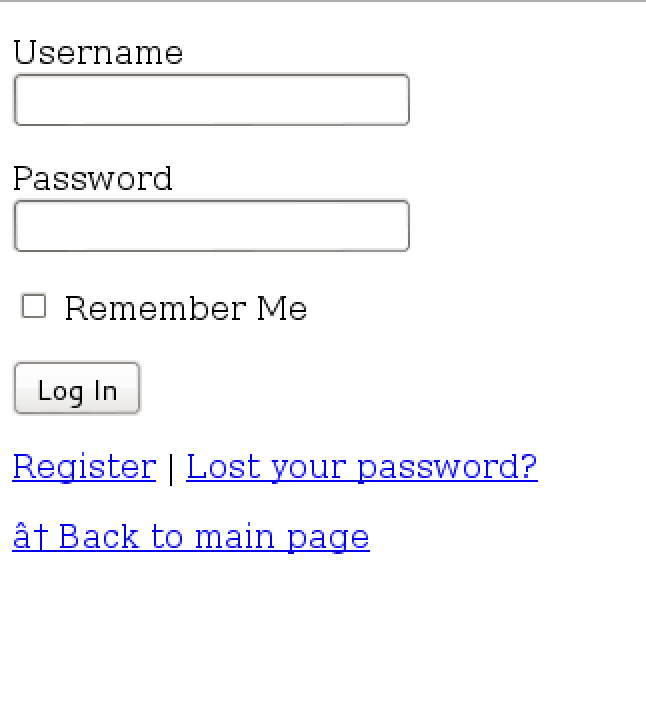 Username
Password
Remember Me
Log In
Register | Lost your password?
â† Back to main page